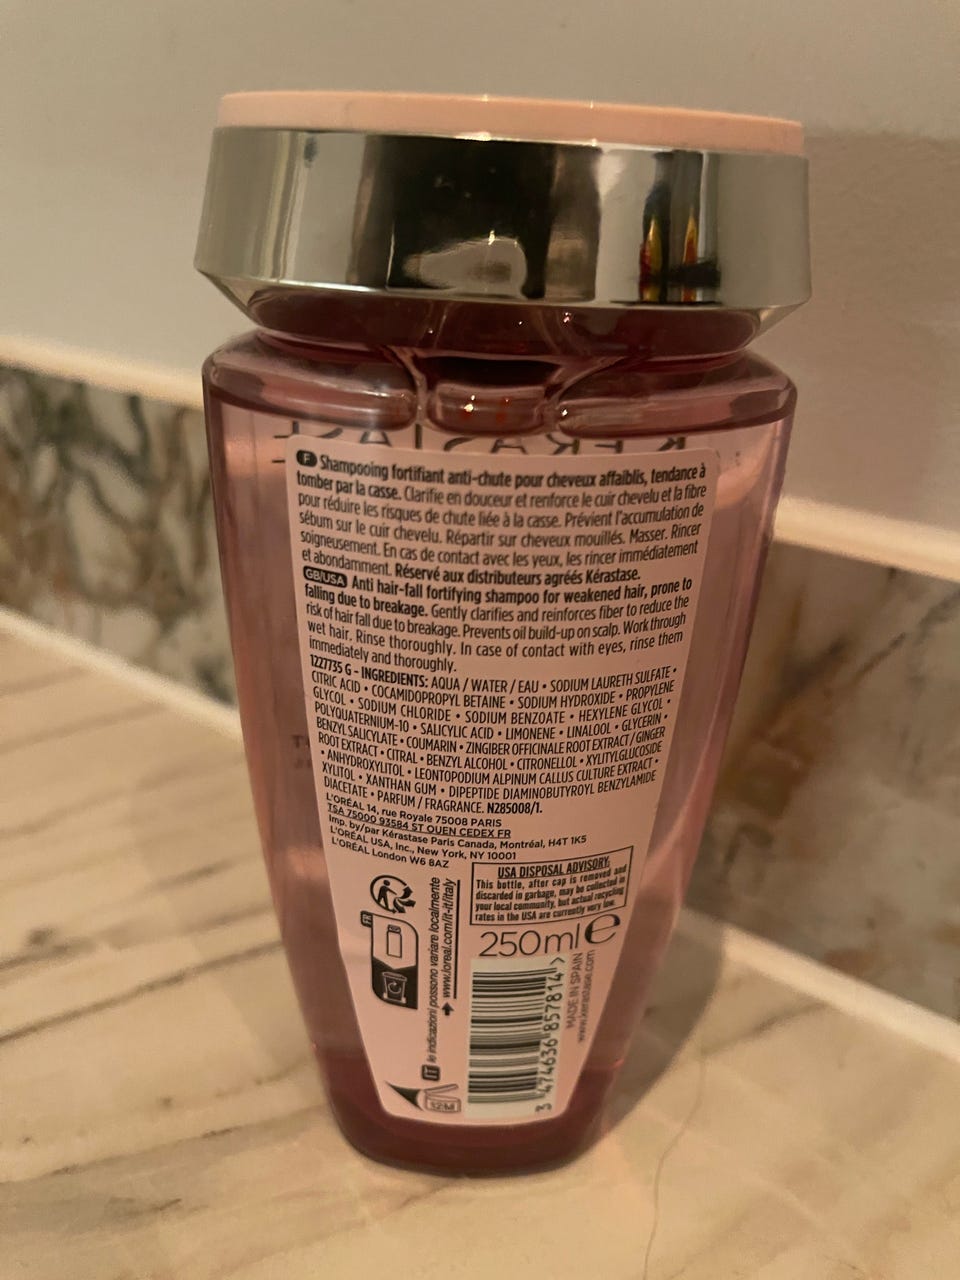 KÉRASTASE
F Shampooing fortifiant anti-chute pour cheveux affaiblis, tendance à
tomber par la casse. Clarifie en douceur et renforce le cuir chevelu et la fibre
pour réduire les risques de chute liée à la casse. Prévient l'accumulation de
sébum sur le cuir chevelu. Répartir sur cheveux mouillés. Masser. Rincer
soigneusement. En cas de contact avec les yeux, les rincer immédiatement
et abondamment. Réservé aux distributeurs agréés Kérastase.
GB/USA Anti hair-fall fortifying shampoo for weakened hair, prone to
falling due to breakage. Gently clarifies and reinforces fiber to reduce the
risk of hair fall due to breakage. Prevents oil build-up on scalp. Work through
wet hair. Rinse thoroughly. In case of contact with eyes, rinse them
immediately and thoroughly.
1227735 G - INGREDIENTS: AQUA / WATER / EAU • SODIUM LAURETH SULFATE •
CITRIC ACID • COCAMIDOPROPYL BETAINE • SODIUM HYDROXIDE • PROPYLENE
GLYCOL • SODIUM CHLORIDE • SODIUM BENZOATE • HEXYLENE GLYCOL •
POLYQUATERNIUM-10 • SALICYLIC ACID • LIMONENE • LINALOOL • GLYCERIN •
BENZYL SALICYLATE • COUMARIN • ZINGIBER OFFICINALE ROOT EXTRACT / GINGER
ROOT EXTRACT • CITRAL • BENZYL ALCOHOL • CITRONELLOL • XYLITYLGLUCOSIDE
• ANHYDROXYLITOL • LEONTOPODIUM ALPINUM CALLUS CULTURE EXTRACT •
XYLITOL • XANTHAN GUM • DIPEPTIDE DIAMINOBUTYROYL BENZYLAMIDE
DIACETATE • PARFUM / FRAGRANCE. N285008/1.
L'ORÉAL 14, rue Royale 75008 PARIS
TSA 75000 93584 ST OUEN CEDEX FR
Imp. by/par Kérastase Paris Canada, Montréal, H4T 1K5
L'ORÉAL USA, Inc., New York, NY 10001
L'ORÉAL London W6 8AZ
USA DISPOSAL ADVISORY:
This bottle, after cap is removed and
discarded in garbage, may be collected in
your local community, but actual recycling
rates in the USA are currently very low.
FR
250 ml e
IT le indicazioni possono variare localmente
www.loreal.com/it-it/italy
12M
3 474636 857814 >
MADE IN SPAIN
www.kerastase.com